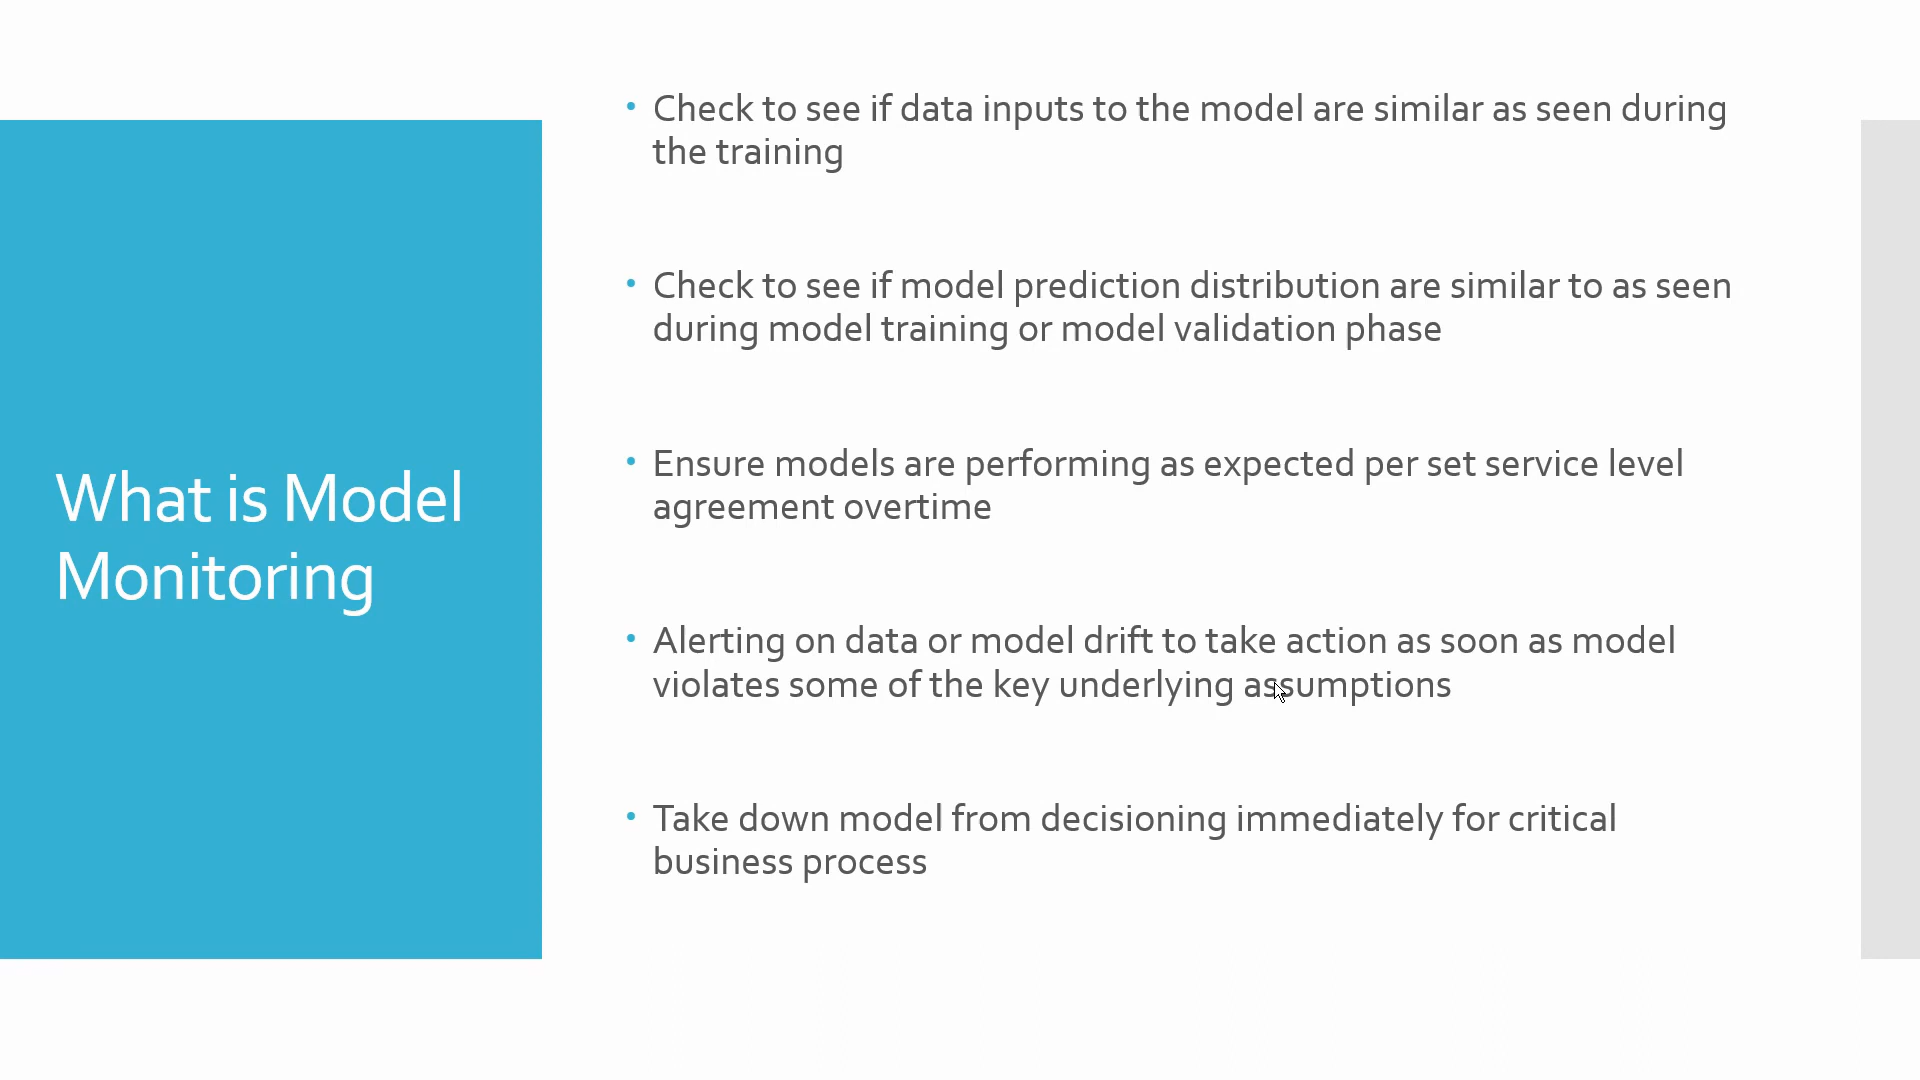 What is Model
Monitoring
• Check to see if data inputs to the model are similar as seen during
the training
• Check to see if model prediction distribution are similar to as seen
during model training or model validation phase
• Ensure models are performing as expected per set service level
agreement overtime
• Alerting on data or model drift to take action as soon as model
violates some of the key underlying assumptions
• Take down model from decisioning immediately for critical
business process